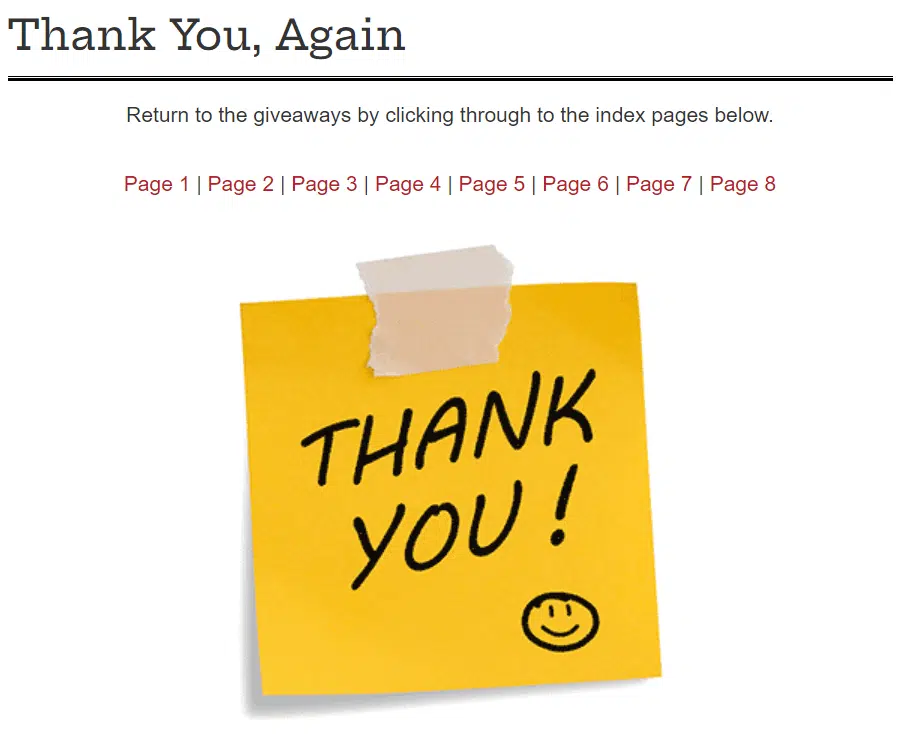 Thank You, Again
Return to the giveaways by clicking through to the index pages below.
Page 1 | Page 2 | Page 3 | Page 4 | Page 5 | Page 6 | Page 7 | Page 8
THANK
YOU!